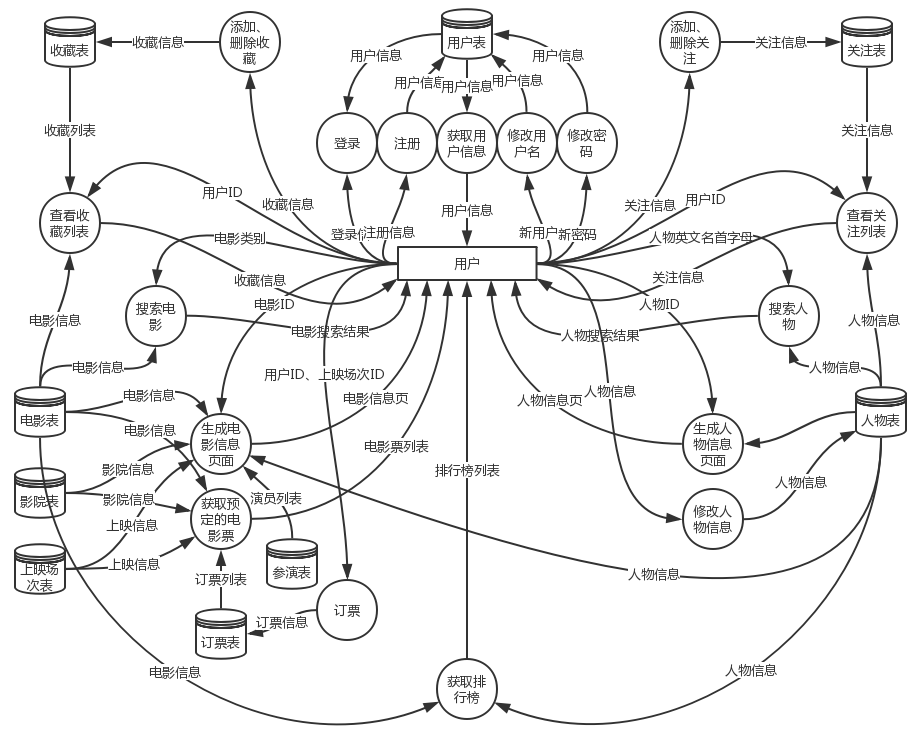 添加、
删除收
藏
收藏表
收藏信息
用户表
添加、
删除关
注
关注信息
关注表
用户信息
用户信息
用户信息
用户信息
用户信息
收藏列表
登录
注册
获取用
户信息
修改用
户名
修改密
码
关注信息
用户ID
收藏信息
用户信息
关注信息
用户ID
查看收
藏列表
查看关
注列表
电影类别
登录
注册信息
新用户
新密码
人物英文名首字母
用户
收藏信息
关注信息
电影ID
人物ID
搜索电
影
搜索人
物
电影信息
人物信息
电影搜索结果
人物搜索结果
电影信息
人物信息
用户ID、上映场次ID
电影信息
电影信息页
人物信息
人物信息页
电影表
人物表
电影信息
生成电
影信息
页面
生成人
物信息
页面
电影票列表
影院信息
排行榜列表
人物信息
影院表
影院信息
演员列表
获取预
定的电
影票
修改人
物信息
上映信息
上映场
次表
上映信息
参演表
人物信息
订票列表
订票
订票信息
订票表
电影信息
获取排
行榜
人物信息